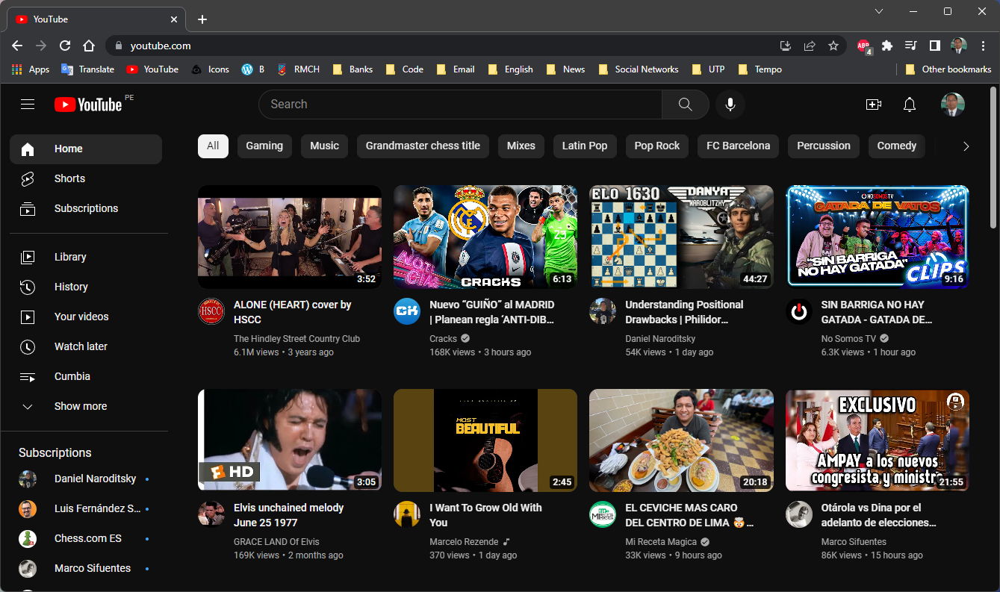 YouTube
youtube.com
ABP
4
Apps
Translate
YouTube
Icons
B
RMCH
Banks
Code
Email
English
News
Social Networks
UTP
Tempo
Other bookmarks
YouTube PE
Search
Home
Shorts
Subscriptions
Library
History
Your videos
Watch later
Cumbia
Show more
Subscriptions
Daniel Naroditsky
Luis Fernández S...
Chess.com ES
Marco Sifuentes
All
Gaming
Music
Grandmaster chess title
Mixes
Latin Pop
Pop Rock
FC Barcelona
Percussion
Comedy
3:52
HSCC
ALONE (HEART) cover by
HSCC
The Hindley Street Country Club
6.1M views • 3 years ago
CRACKS
6:13
CK
Nuevo “GUIÑO” al MADRID
| Planean regla ‘ANTI-DIB...
Cracks
168K views • 3 hours ago
ELO 1630
DANYA
NAROBLITZKY
44:27
Understanding Positional
Drawbacks | Philidor...
Daniel Naroditsky
54K views • 1 day ago
NOSOMOSTV
GATADA DE VATOS
"SIN BARRIGA
NO HAY GATADA"
CLIPS
9:16
SIN BARRIGA NO HAY
GATADA - GATADA DE...
No Somos TV
6.3K views • 1 hour ago
HD
3:05
Elvis unchained melody
June 25 1977
GRACE LAND Of Elvis
169K views • 2 months ago
MOST
BEAUTIFUL
2:45
I Want To Grow Old With
You
Marcelo Rezende
370 views • 1 day ago
20:18
EL CEVICHE MAS CARO
DEL CENTRO DE LIMA 🤯...
Mi Receta Magica
33K views • 9 hours ago
EXCLUSIVO
AMPAY a los nuevos
congresista y ministr
21:55
Otárola vs Dina por el
adelanto de elecciones...
Marco Sifuentes
86K views • 15 hours ago